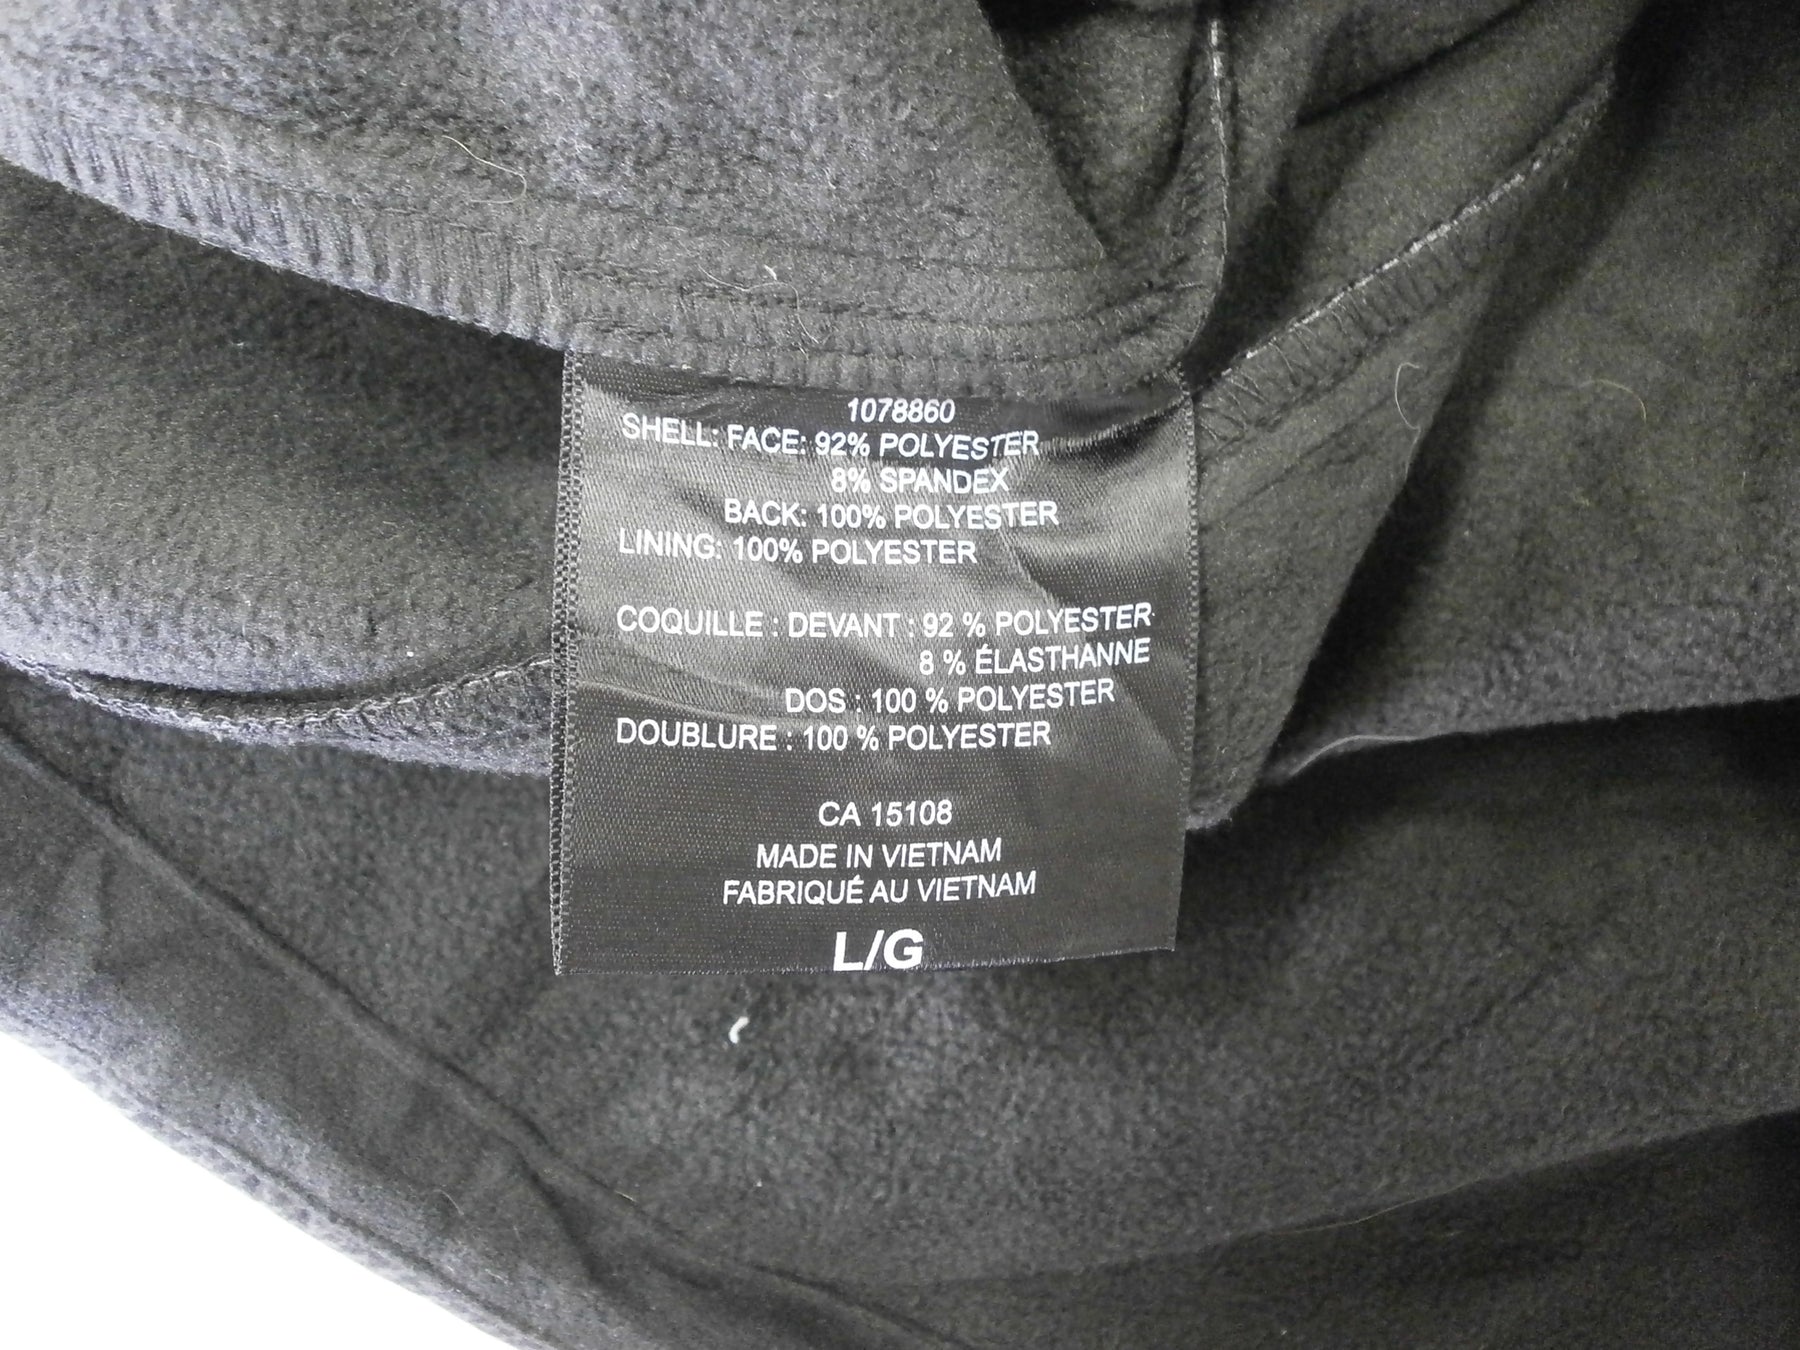 1078860
SHELL: FACE: 92% POLYESTER
8% SPANDEX
BACK: 100% POLYESTER
LINING: 100% POLYESTER
COQUILLE : DEVANT : 92 % POLYESTER
8 % ÉLASTHANNE
DOS : 100 % POLYESTER
DOUBLURE : 100 % POLYESTER
CA 15108
MADE IN VIETNAM
FABRIQUÉ AU VIETNAM
L/G